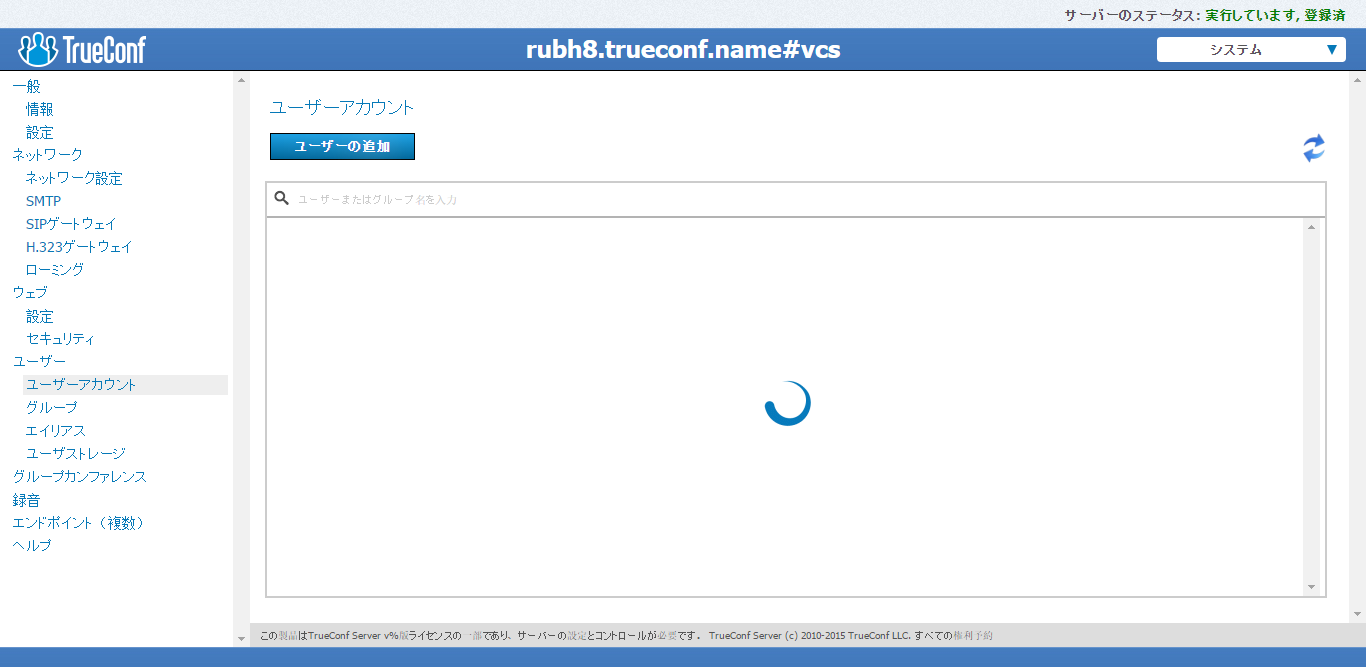 サーバーのステータス: 実行しています, 登録済
TrueConf
rubh8.trueconf.name#vcs
システム
一般
情報
設定
ネットワーク
ネットワーク設定
SMTP
SIPゲートウェイ
H.323ゲートウェイ
ローミング
ウェブ
設定
セキュリティ
ユーザー
ユーザーアカウント
グループ
エイリアス
ユーザストレージ
グループカンファレンス
録音
エンドポイント（複数）
ヘルプ
ユーザーアカウント
ユーザーの追加
ユーザーまたはグループ名を入力
この製品はTrueConf Server v%版ライセンスの一部であり、サーバーの設定とコントロールが必要です。 TrueConf Server (c) 2010-2015 TrueConf LLC. すべての権利予約